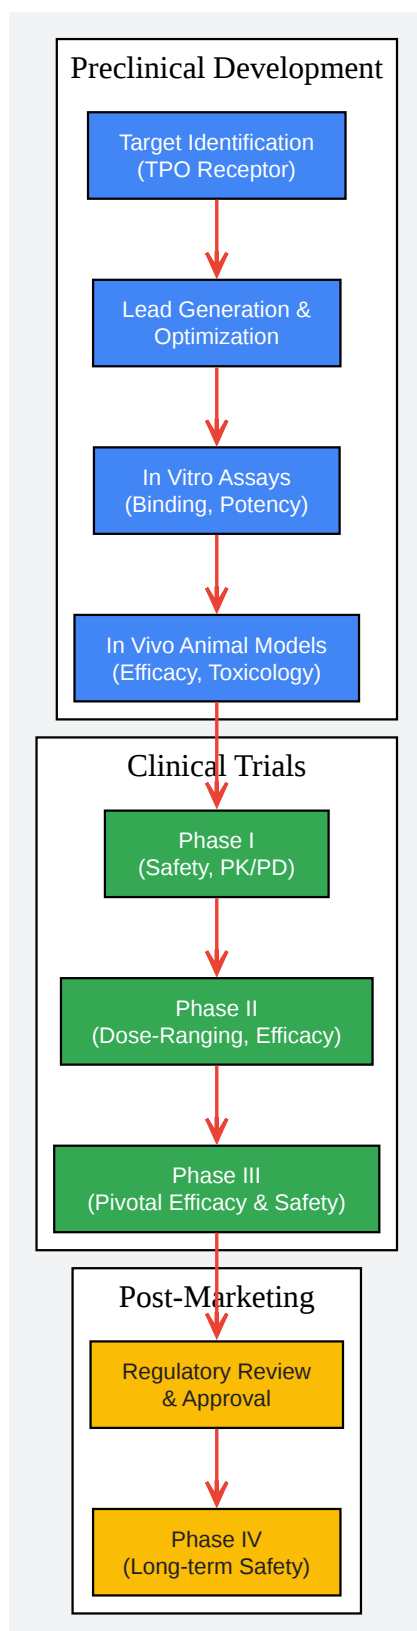 Preclinical Development
Target Identification
(TPO Receptor)
Lead Generation &
Optimization
In Vitro Assays
(Binding, Potency)
In Vivo Animal Models
(Efficacy, Toxicology)
Clinical Trials
Phase I
(Safety, PK/PD)
Phase II
(Dose-Ranging, Efficacy)
Phase III
(Pivotal Efficacy & Safety)
Post-Marketing
Regulatory Review
& Approval
Phase IV
(Long-term Safety)